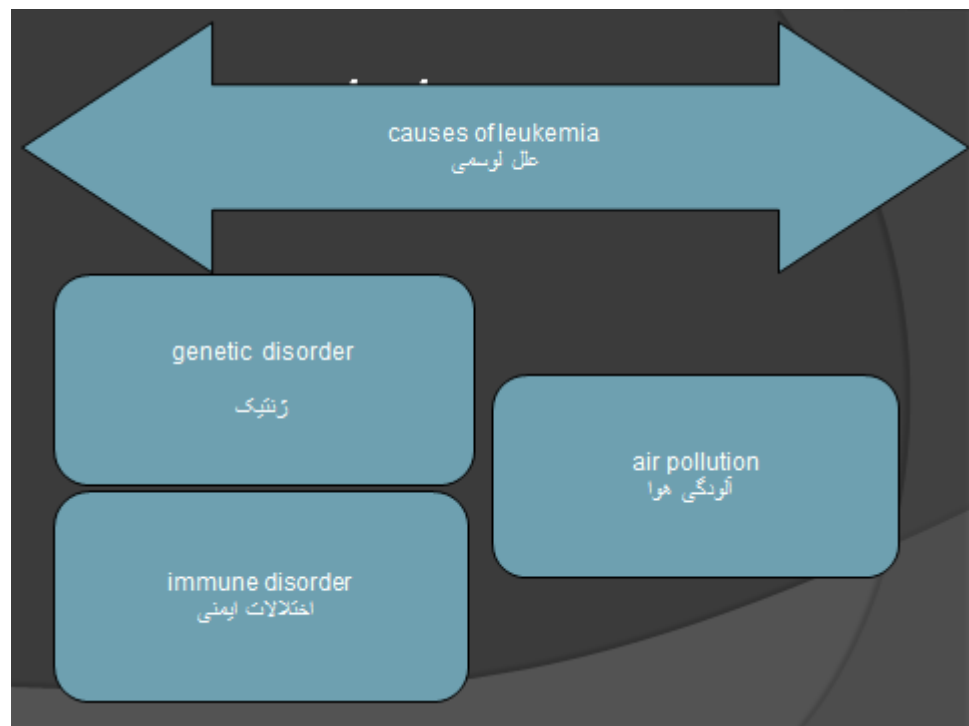 causes of leukemia
علل لوسمی
genetic disorder
ژنتیک
air pollution
آلودگی هوا
immune disorder
اختلالات ایمنی